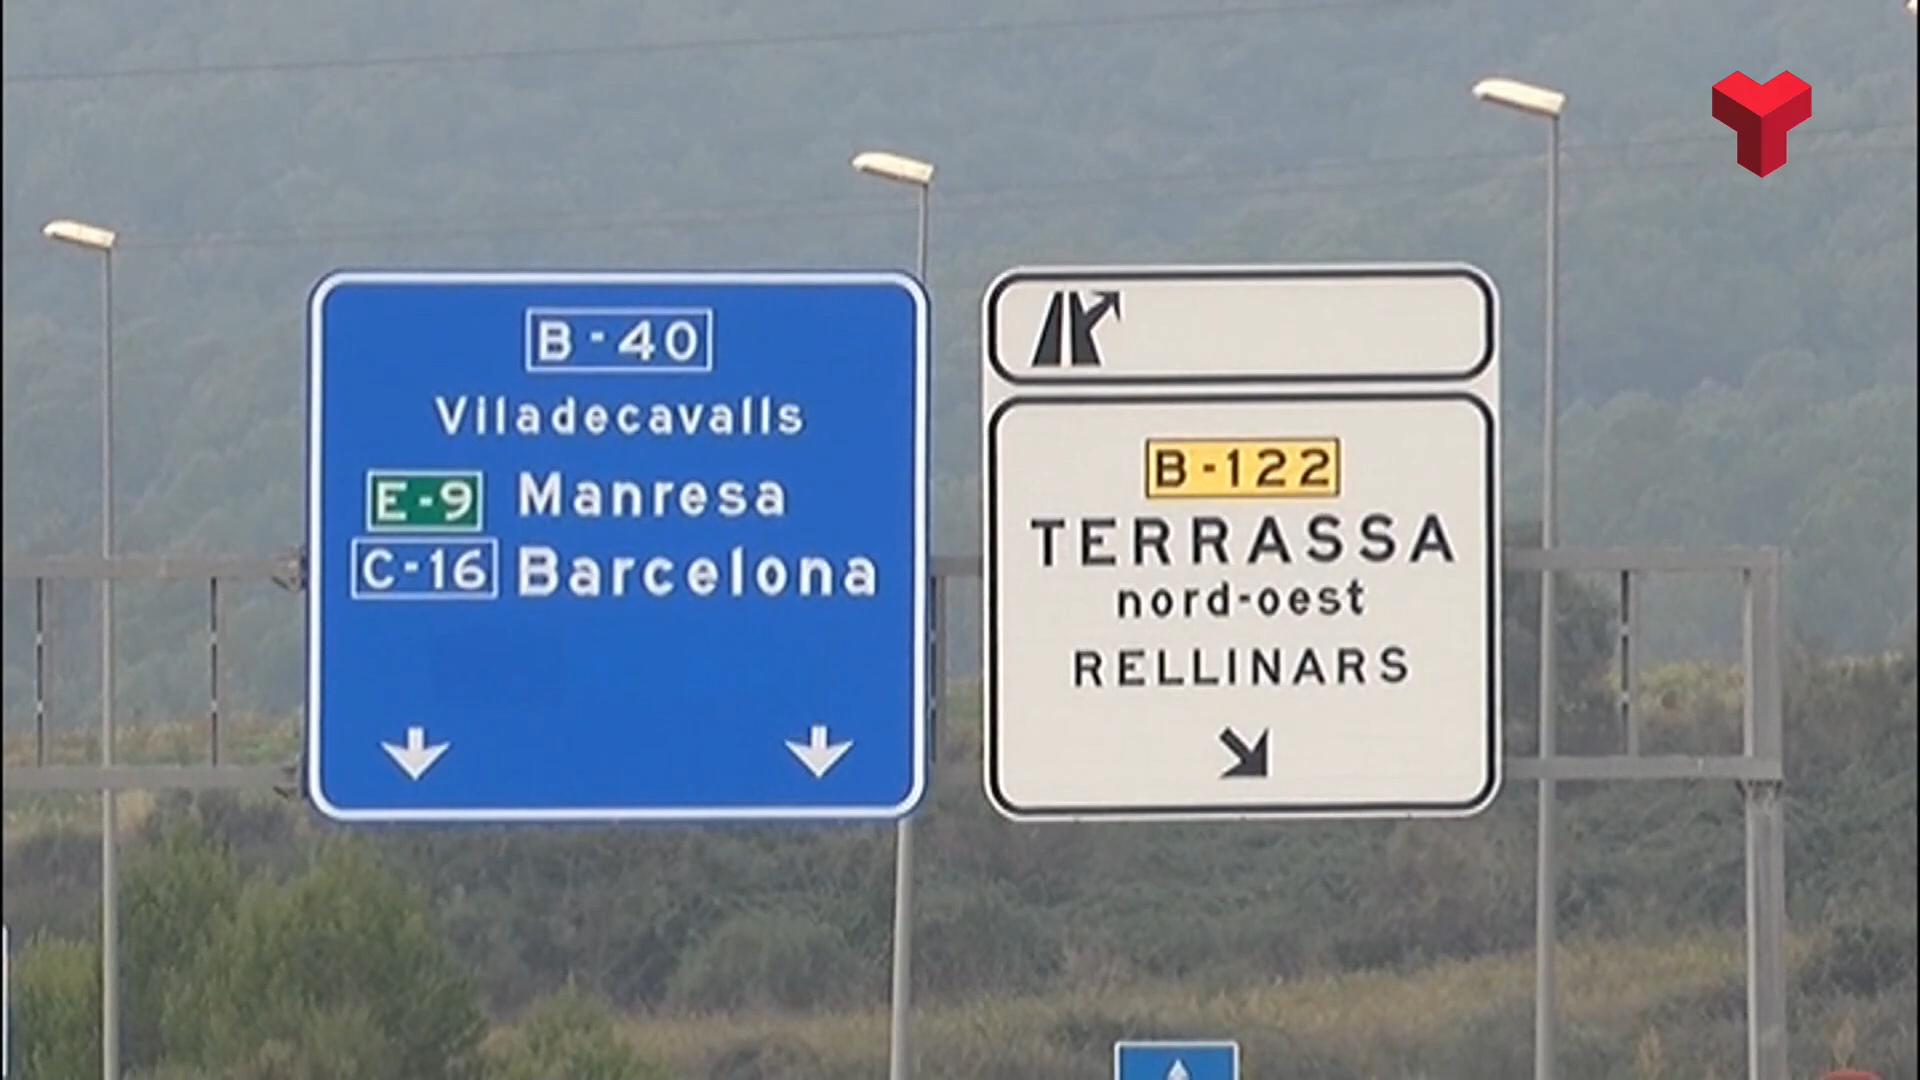 B-40
Viladecavalls
E-9 Manresa
C-16 Barcelona
B-122
TERRASSA
nord-oest
RELLINARS